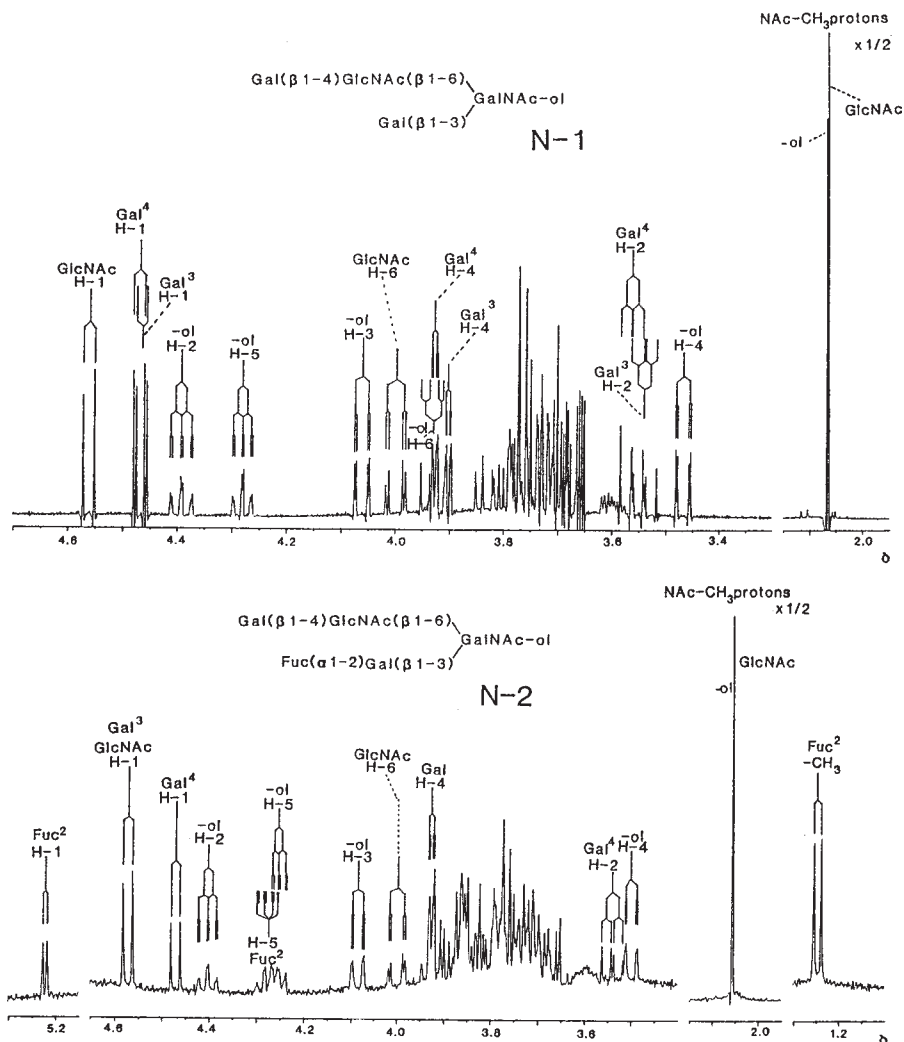 NAc-CH3protons
x1/2
Gal(β1-4)GlcNAc(β1-6)
GalNAc-ol
Gal(β1-3)
N-1
GlcNAc
-ol
Gal4
H-1
GlcNAc
H-1
Gal3
H-1
-ol
H-2
-ol
H-5
-ol
H-3
GlcNAc
H-6
Gal4
H-4
Gal3
H-4
-ol
H-6
Gal4
H-2
Gal3
H-2
-ol
H-4
4.6 4.4 4.2 4.0 3.8 3.6 3.4 2.0
δ
NAc-CH3protons
x1/2
Gal(β1-4)GlcNAc(β1-6)
GalNAc-ol
Fuc(α1-2)Gal(β1-3)
N-2
GlcNAc
-ol
Fuc2
H-1
Gal3
GlcNAc
H-1
Gal4
H-1
-ol
H-2
-ol
H-5
H-5
Fuc2
-ol
H-3
GlcNAc
H-6
Gal
H-4
Gal4
H-2
-ol
H-4
Fuc2
-CH3
5.2 4.6 4.4 4.2 4.0 3.8 3.6 2.0 1.2
δ